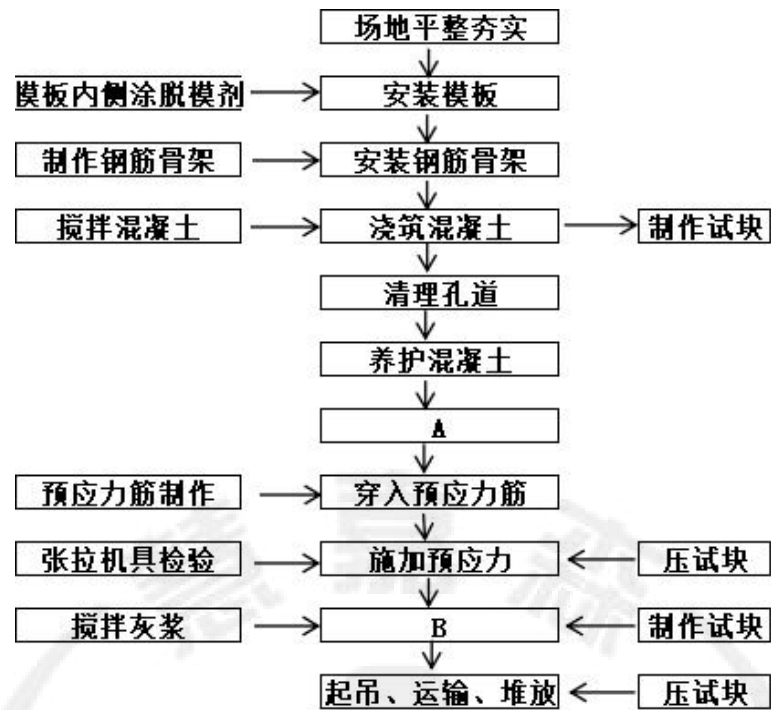 场地平整夯实
模板内侧涂脱模剂
安装模板
制作钢筋骨架
安装钢筋骨架
搅拌混凝土
浇筑混凝土
制作试块
清理孔道
养护混凝土
A
预应力筋制作
穿入预应力筋
张拉机具检验
施加预应力
压试块
搅拌灰浆
B
制作试块
起吊、运输、堆放
压试块